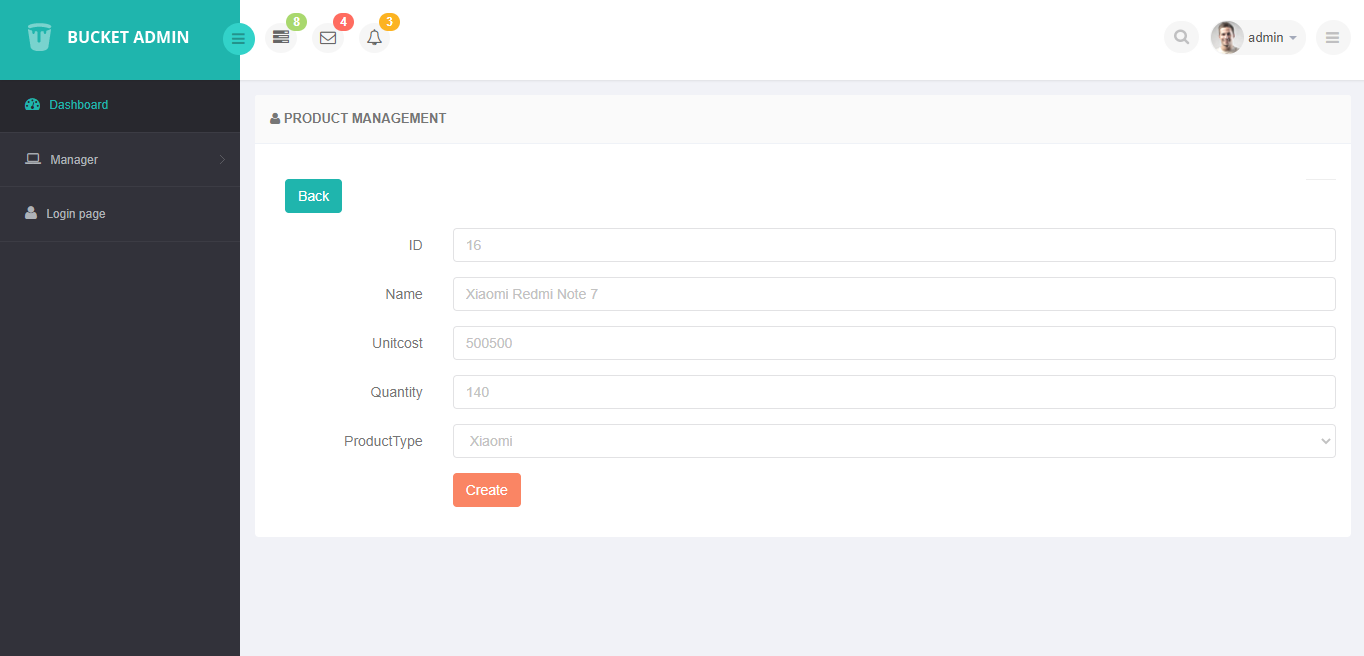 BUCKET ADMIN
8
4
3
admin
Dashboard
Manager
Login page
PRODUCT MANAGEMENT
Back
ID
16
Name
Xiaomi Redmi Note 7
Unitcost
500500
Quantity
140
ProductType
Xiaomi
Create